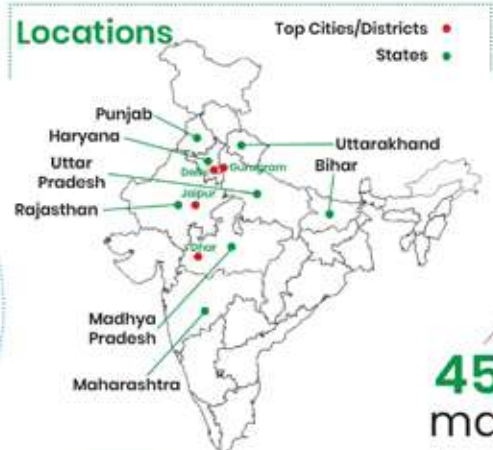 Locations
Top Cities/Districts
States
Punjab
Haryana
Uttar
Pradesh
Rajasthan
Uttarakhand
Bihar
Gurugram
Jaipur
Dhar
Madhya
Pradesh
Maharashtra
45